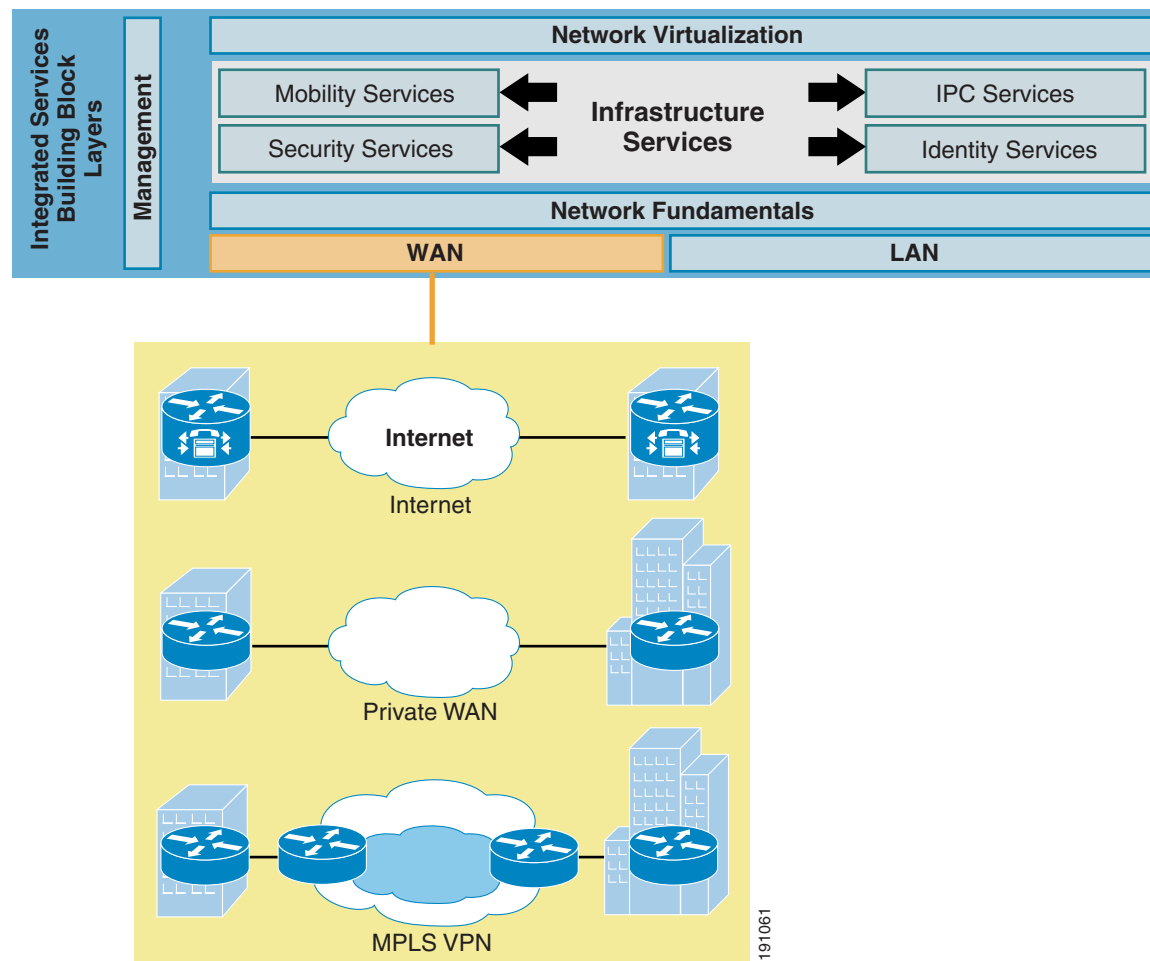 Integrated Services
Building Block
Layers
Management
Network Virtualization
Mobility Services
Security Services
Infrastructure
Services
IPC Services
Identity Services
Network Fundamentals
WAN
LAN
Internet
Internet
Private WAN
MPLS VPN
191061